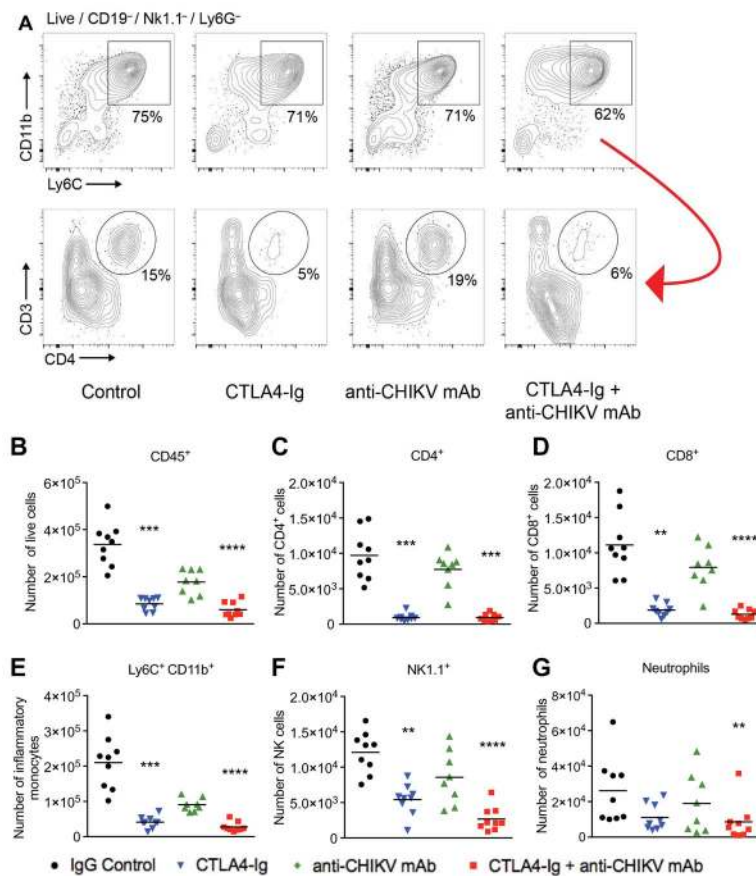 A
Live / CD19⁻/ Nk1.1⁻ / Ly6G⁻
CD11b
75%
71%
71%
62%
Ly6C
CD3
15%
5%
19%
6%
CD4
Control
CTLA4-Ig
anti-CHIKV mAb
CTLA4-Ig +
anti-CHIKV mAb
B
CD45⁺
Number of live cells
6×10⁵
4×10⁵
2×10⁵
0
***
****
C
CD4⁺
Number of CD4⁺ cells
2.0×10⁴
1.5×10⁴
1.0×10⁴
5.0×10³
0
***
***
D
CD8⁺
Number of CD8⁺ cells
2.0×10⁴
1.5×10⁴
1.0×10⁴
5.0×10³
0
**
****
E
Ly6C⁺ CD11b⁺
Number of inflammatory
monocytes
4×10⁵
3×10⁵
2×10⁵
1×10⁵
0
***
****
F
NK1.1⁺
Number of NK cells
2.0×10⁴
1.5×10⁴
1.0×10⁴
5.0×10³
0
**
****
G
Neutrophils
Number of neutrophils
8×10⁴
6×10⁴
4×10⁴
2×10⁴
0
**
IgG Control
CTLA4-Ig
anti-CHIKV mAb
CTLA4-Ig + anti-CHIKV mAb